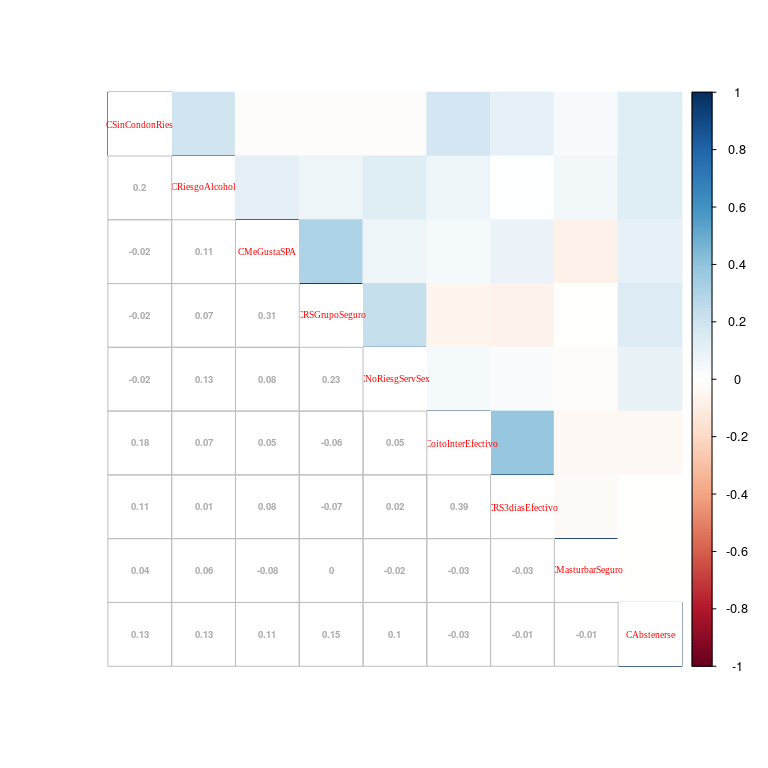 1
CSinCondonRies
0.8
0.2 CRiesgoAlcohol
0.6
-0.02 0.11 CMeGustaSPA
0.4
-0.02 0.07 0.31 CRSGrupoSeguro
0.2
-0.02 0.13 0.08 0.23 CNoRiesgServSex
0
0.18 0.07 0.05 -0.06 0.05 CoitoInterEfectivo
-0.2
0.11 0.01 0.08 -0.07 0.02 0.39 CRS3diasEfectivo
-0.4
0.04 0.06 -0.08 0 -0.02 -0.03 -0.03 CMasturbarSeguro
-0.6
0.13 0.13 0.11 0.15 0.1 -0.03 -0.01 -0.01 CAbstenerse
-0.8
-1